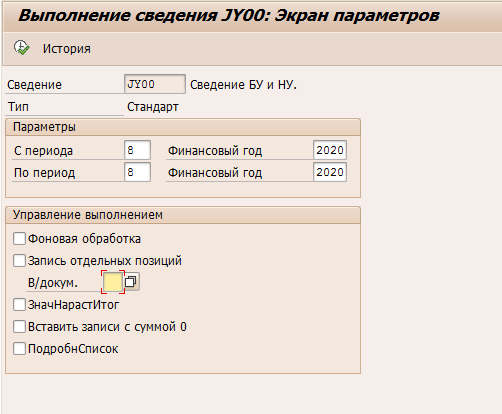 Выполнение сведения JY00: Экран параметров
История
Сведение JY00 Сведение БУ и НУ.
Тип Стандарт
Параметры
С периода 8 Финансовый год 2020
По период 8 Финансовый год 2020
Управление выполнением
Фоновая обработка
Запись отдельных позиций
В/докум.
ЗначНарастИтог
Вставить записи с суммой 0
ПодробнСписок